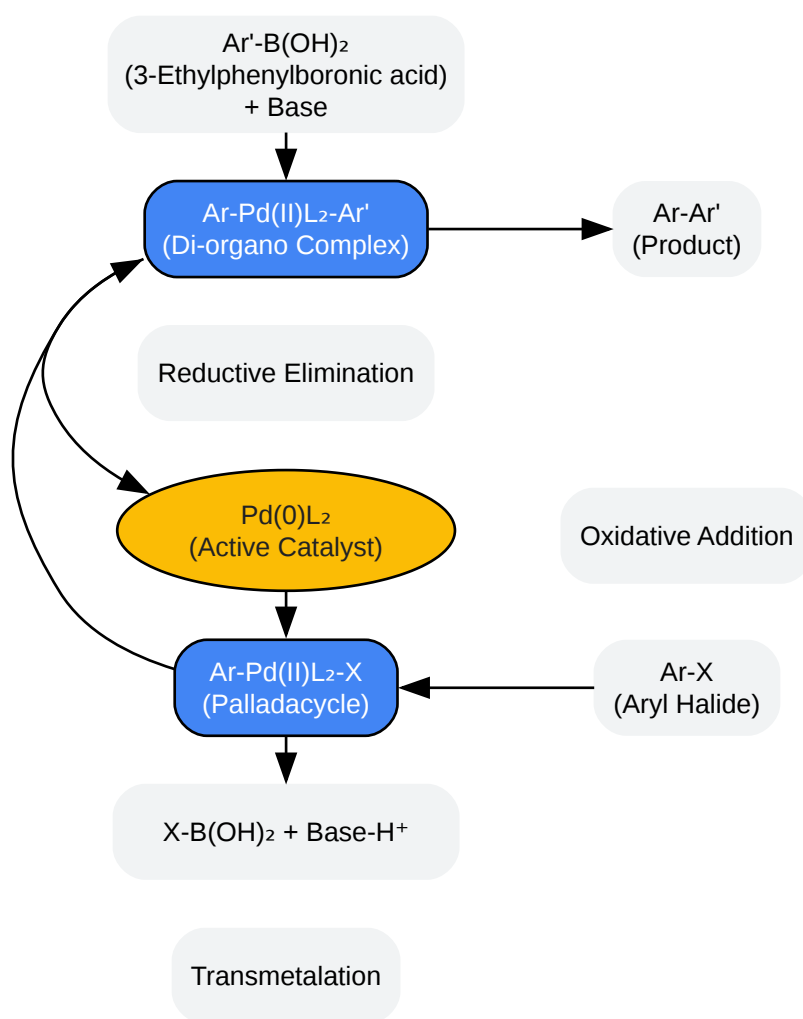 Ar'-B(OH)₂
(3-Ethylphenylboronic acid)
+ Base
Ar-Pd(II)L₂-Ar'
(Di-organo Complex)
Ar-Ar'
(Product)
Reductive Elimination
Pd(0)L₂
(Active Catalyst)
Oxidative Addition
Ar-Pd(II)L₂-X
(Palladacycle)
Ar-X
(Aryl Halide)
X-B(OH)₂ + Base-H⁺
Transmetalation